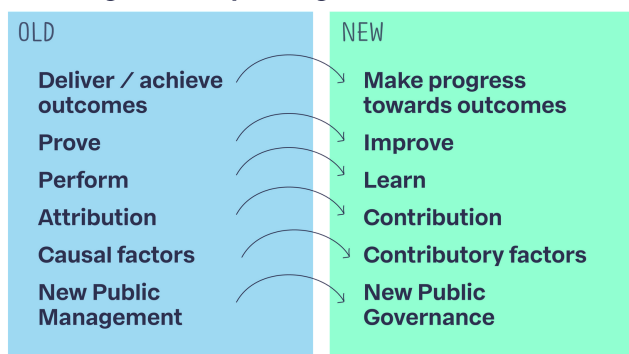 OLD
NEW
Deliver / achieve
outcomes
Make progress
towards outcomes
Prove
Improve
Perform
Learn
Attribution
Contribution
Causal factors
Contributory factors
New Public
Management
New Public
Governance